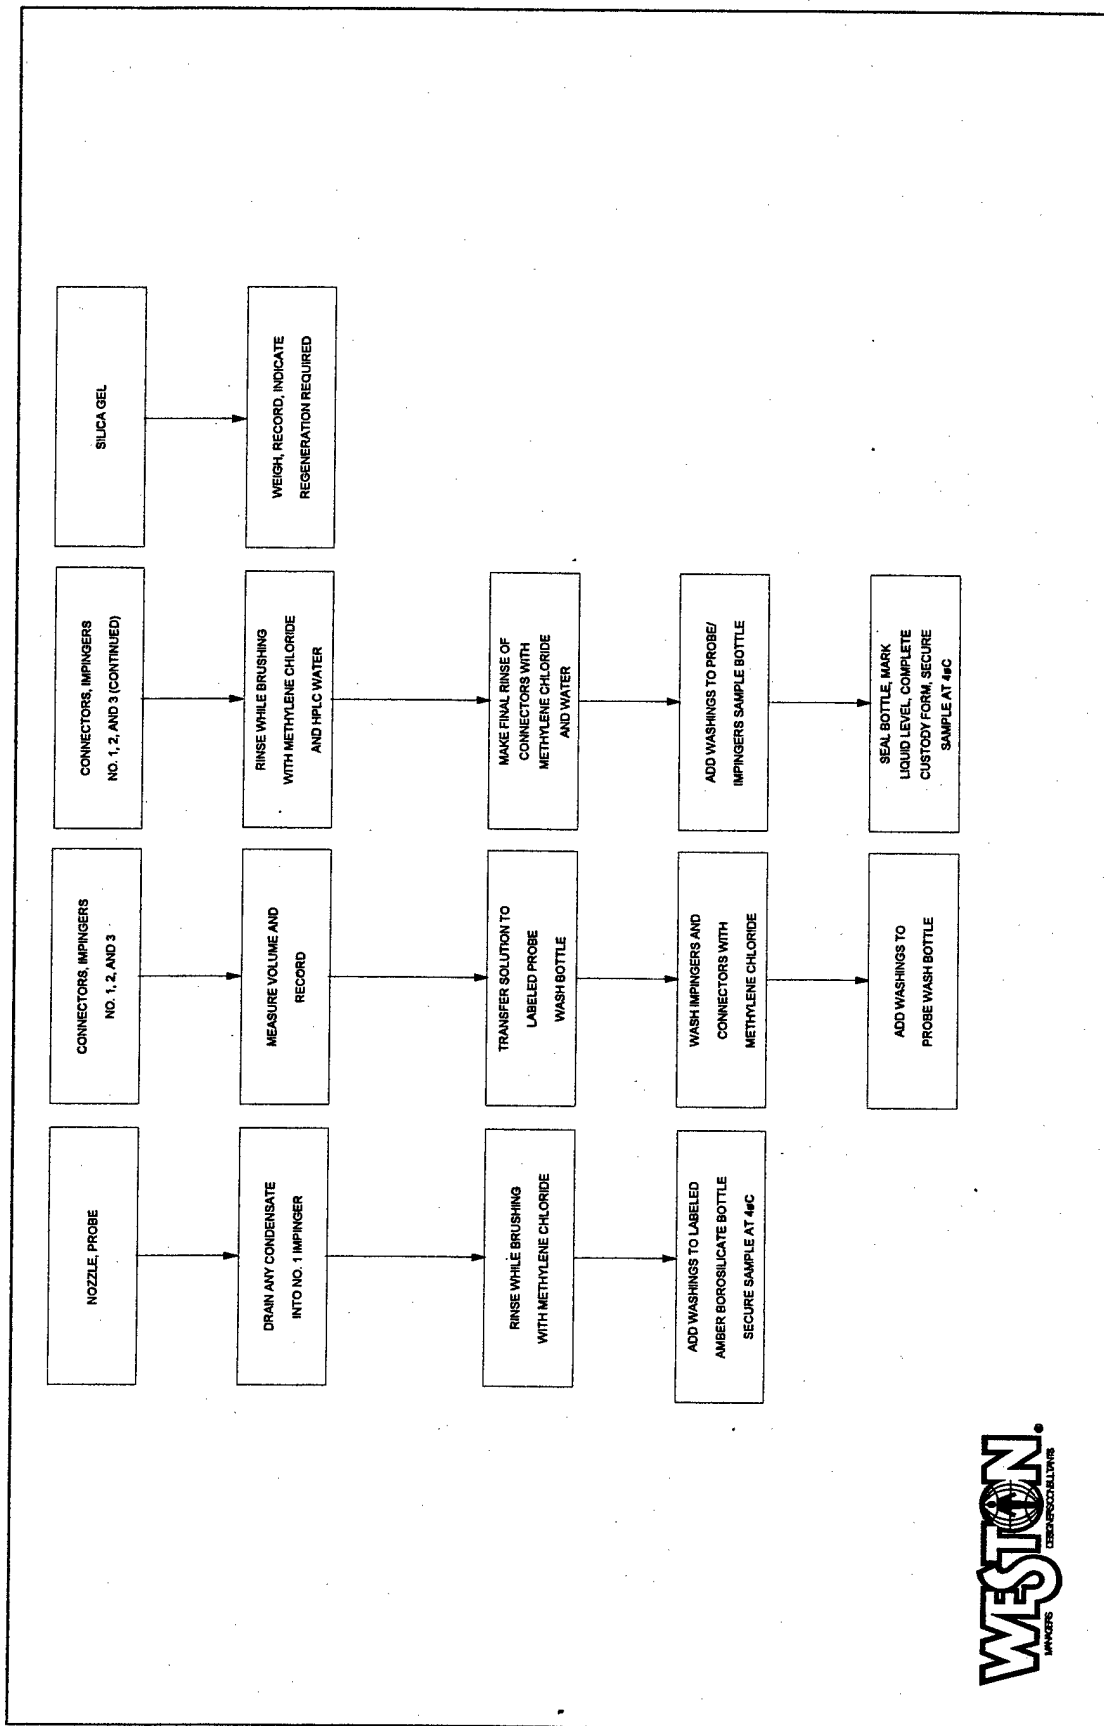 NOZZLE, PROBE
DRAIN ANY CONDENSATE
INTO NO. 1 IMPINGER
RINSE WHILE BRUSHING
WITH METHYLENE CHLORIDE
ADD WASHINGS TO LABELED
AMBER BOROSILICATE BOTTLE
SECURE SAMPLE AT 4øC
CONNECTORS, IMPINGERS
NO. 1, 2, AND 3
MEASURE VOLUME AND
RECORD
TRANSFER SOLUTION TO
LABELED PROBE
WASH BOTTLE
WASH IMPINGERS AND
CONNECTORS WITH
METHYLENE CHLORIDE
ADD WASHINGS TO
PROBE WASH BOTTLE
CONNECTORS, IMPINGERS
NO. 1, 2, AND 3 (CONTINUED)
RINSE WHILE BRUSHING
WITH METHYLENE CHLORIDE
AND HPLC WATER
MAKE FINAL RINSE OF
CONNECTORS WITH
METHYLENE CHLORIDE
AND WATER
ADD WASHINGS TO PROBE/
IMPINGERS SAMPLE BOTTLE
SEAL BOTTLE, MARK
LIQUID LEVEL, COMPLETE
CUSTODY FORM, SECURE
SAMPLE AT 4øC
SILICA GEL
WEIGH, RECORD, INDICATE
REGENERATION REQUIRED
WESTON®
MANAGERS DESIGNERS/CONSULTANTS